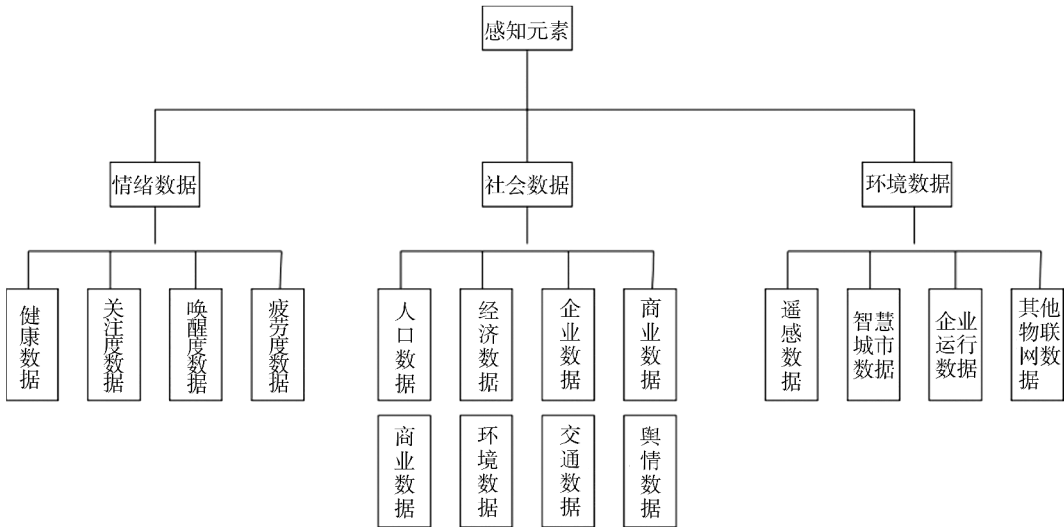 感知元素
情绪数据
社会数据
环境数据
健康数据
关注度数据
唤醒度数据
疲劳度数据
人口数据
经济数据
企业数据
商业数据
遥感数据
智慧
城市
数据
企业
运行
数据
其他
物联
网数
据
商业数据
环境数据
交通数据
舆情数据